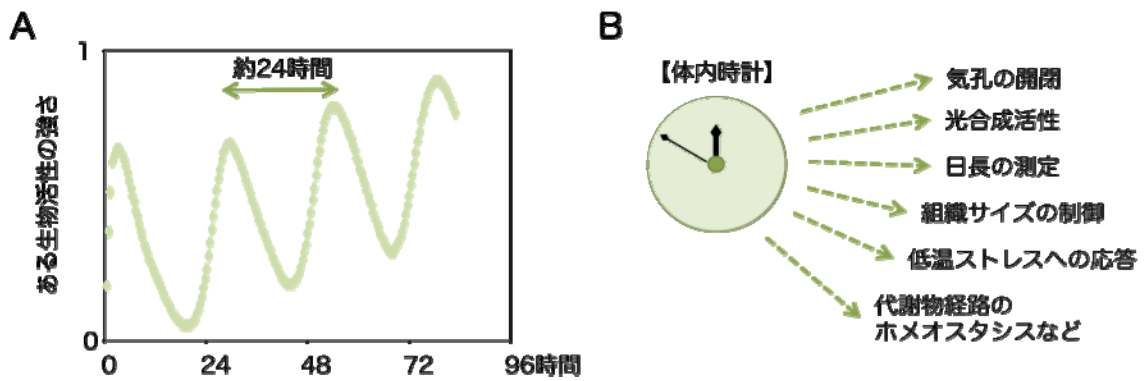 A
1
約24時間
ある生物活性の強さ
0
0 24 48 72 96時間
B
【体内時計】
気孔の開閉
光合成活性
日長の測定
組織サイズの制御
低温ストレスへの応答
代謝物経路の
ホメオスタシスなど